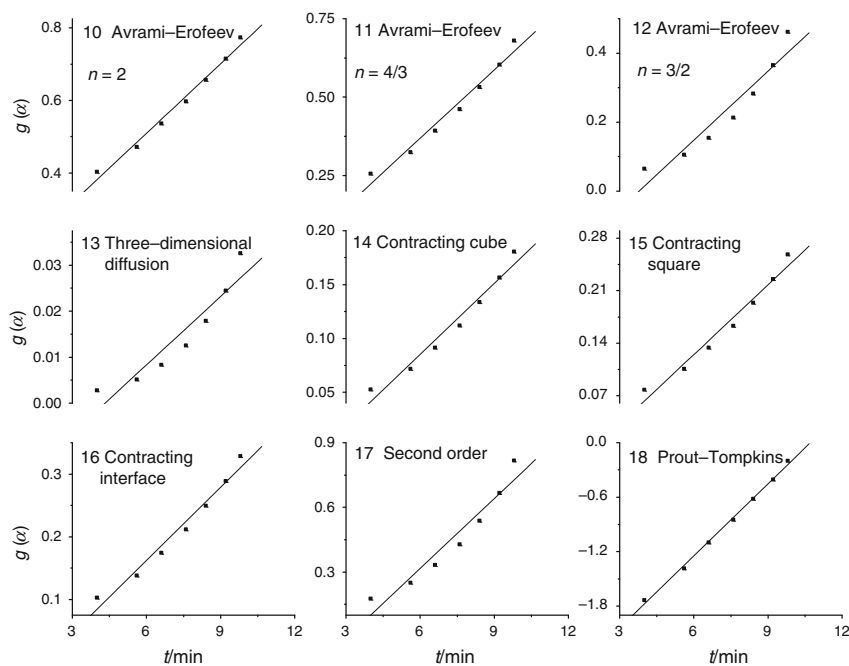 10 Avrami–Erofeev
n = 2
0.8
0.6
0.4
g (α)
11 Avrami–Erofeev
n = 4/3
0.75
0.50
0.25
12 Avrami–Erofeev
n = 3/2
0.4
0.2
0.0
13 Three–dimensional
diffusion
0.03
0.02
0.01
0.00
g (α)
14 Contracting cube
0.20
0.15
0.10
0.05
15 Contracting
square
0.28
0.21
0.14
0.07
16 Contracting
interface
0.3
0.2
0.1
g (α)
3 6 9 12
t/min
17 Second order
0.9
0.6
0.3
3 6 9 12
t/min
18 Prout–Tompkins
0.0
−0.6
−1.2
−1.8
3 6 9 12
t/min